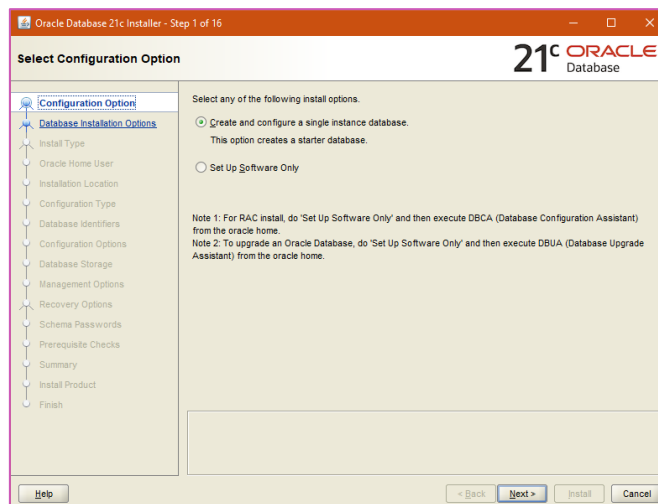 Oracle Database 21c Installer - Step 1 of 16
Select Configuration Option
21c ORACLE
Database
Configuration Option
Database Installation Options
Install Type
Oracle Home User
Installation Location
Configuration Type
Database Identifiers
Configuration Options
Database Storage
Management Options
Recovery Options
Schema Passwords
Prerequisite Checks
Summary
Install Product
Finish
Select any of the following install options.
Create and configure a single instance database.
This option creates a starter database.
Set Up Software Only
Note 1: For RAC install, do 'Set Up Software Only' and then execute DBCA (Database Configuration Assistant)
from the oracle home.
Note 2: To upgrade an Oracle Database, do 'Set Up Software Only' and then execute DBUA (Database Upgrade
Assistant) from the oracle home.
Help
< Back
Next >
Install
Cancel